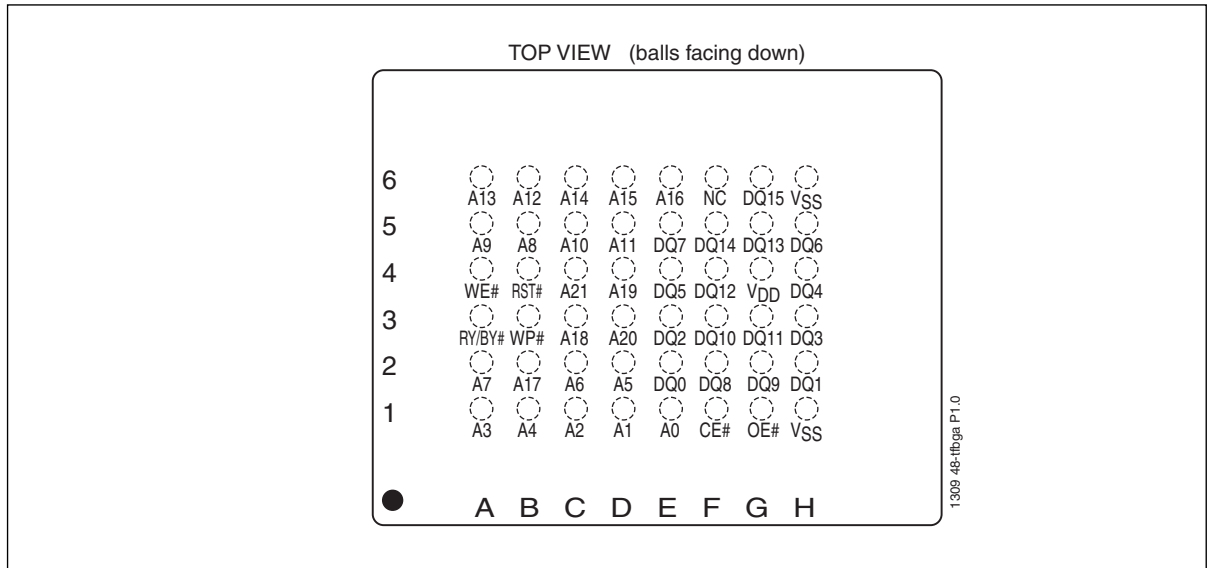 TOP VIEW (balls facing down)
6
A13 A12 A14 A15 A16 NC DQ15 VSS
5
A9 A8 A10 A11 DQ7 DQ14 DQ13 DQ6
4
WE# RST# A21 A19 DQ5 DQ12 VDD DQ4
3
RY/BY# WP# A18 A20 DQ2 DQ10 DQ11 DQ3
2
A7 A17 A6 A5 DQ0 DQ8 DQ9 DQ1
1
A3 A4 A2 A1 A0 CE# OE# VSS
A B C D E F G H
1309 48-tfbga P1.0